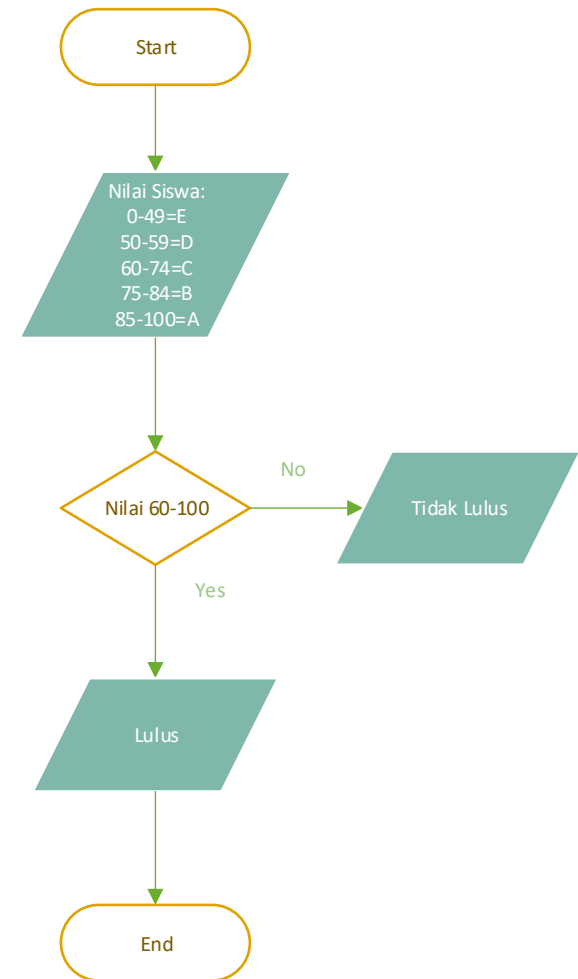 Start
Nilai Siswa:
0-49=E
50-59=D
60-74=C
75-84=B
85-100=A
Nilai 60-100
No
Tidak Lulus
Yes
Lulus
End